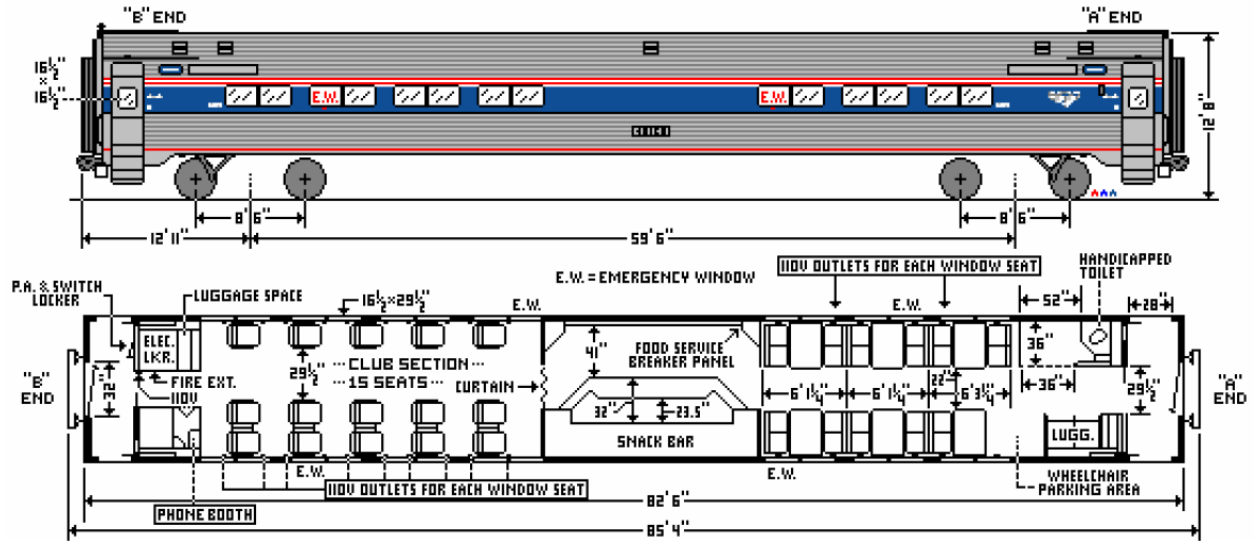 "B" END
"A" END
16½"
×
16½"
E.W.
E.W.
12'8"
8'6"
8'6"
12'11"
59'6"
110V OUTLETS FOR EACH WINDOW SEAT
HANDICAPPED
TOILET
E.W. = EMERGENCY WINDOW
P.A. & SWITCH
LOCKER
LUGGAGE SPACE
16½×29½"
E.W.
E.W.
52"
28"
ELEC.
LKR.
41"
FOOD SERVICE
BREAKER PANEL
36"
"B"
END
32"
FIRE EXT.
110V
29½"
CLUB SECTION
15 SEATS
CURTAIN
32"
23.5"
6'1¼"
6'1¼"
22"
6'3¼"
36"
29½"
"A"
END
SNACK BAR
LUGG.
E.W.
E.W.
WHEELCHAIR
PARKING AREA
110V OUTLETS FOR EACH WINDOW SEAT
82'6"
PHONE BOOTH
85'4"